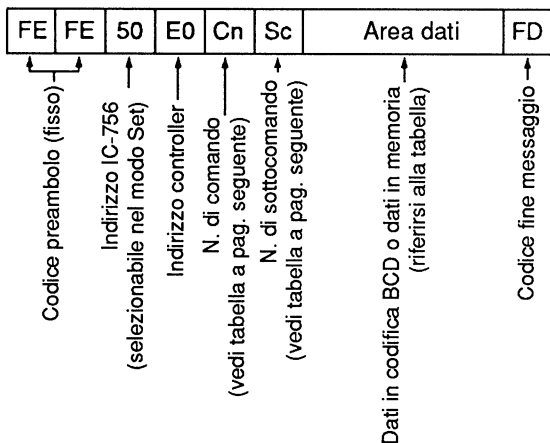 FE FE 50 E0 Cn Sc Area dati FD
Codice preambolo (fisso)
Indirizzo IC-756
(selezionabile nel modo Set)
Indirizzo controller
N. di comando
(vedi tabella a pag. seguente)
N. di sottocomando
(vedi tabella a pag. seguente)
Dati in codifica BCD o dati in memoria
(riferirsi alla tabella)
Codice fine messaggio